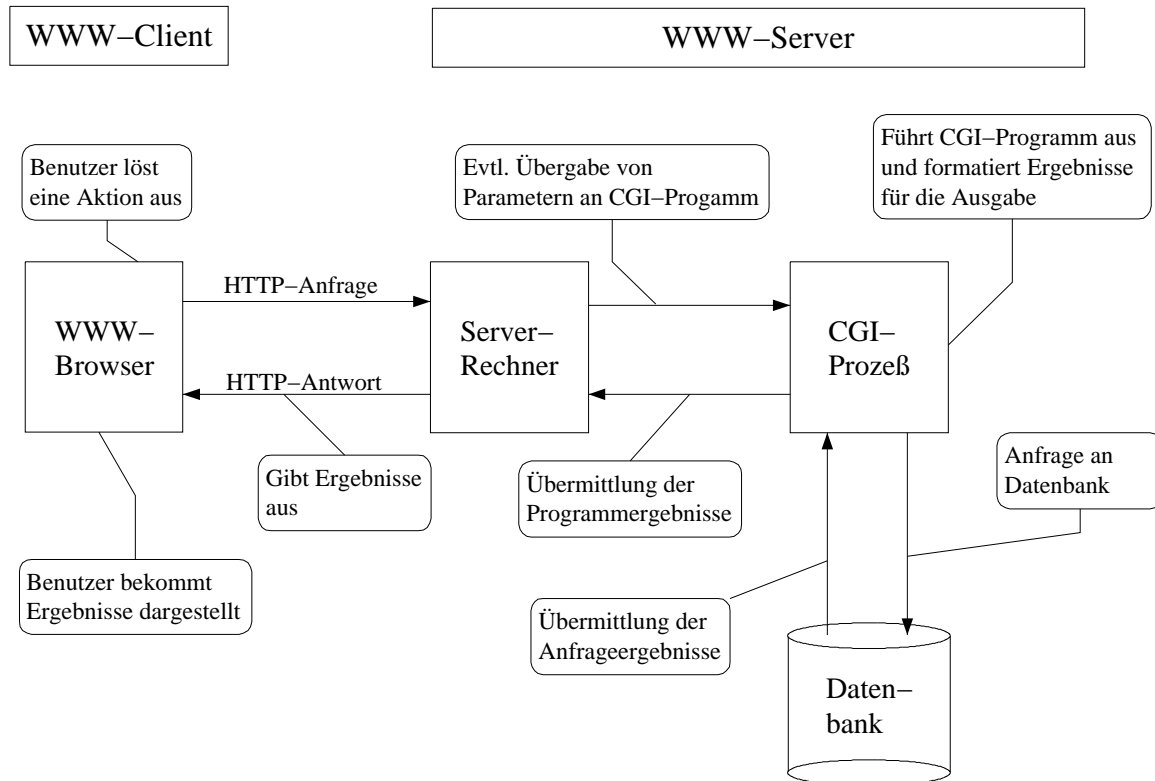 WWW–Client
WWW–Server
Benutzer löst
eine Aktion aus
Evtl. Übergabe von
Parametern an CGI–Progamm
Führt CGI–Programm aus
und formatiert Ergebnisse
für die Ausgabe
HTTP–Anfrage
WWW–
Browser
Server–
Rechner
CGI–
Prozeß
HTTP–Antwort
Gibt Ergebnisse
aus
Übermittlung der
Programmergebnisse
Anfrage an
Datenbank
Benutzer bekommt
Ergebnisse dargestellt
Übermittlung der
Anfrageergebnisse
Daten–
bank